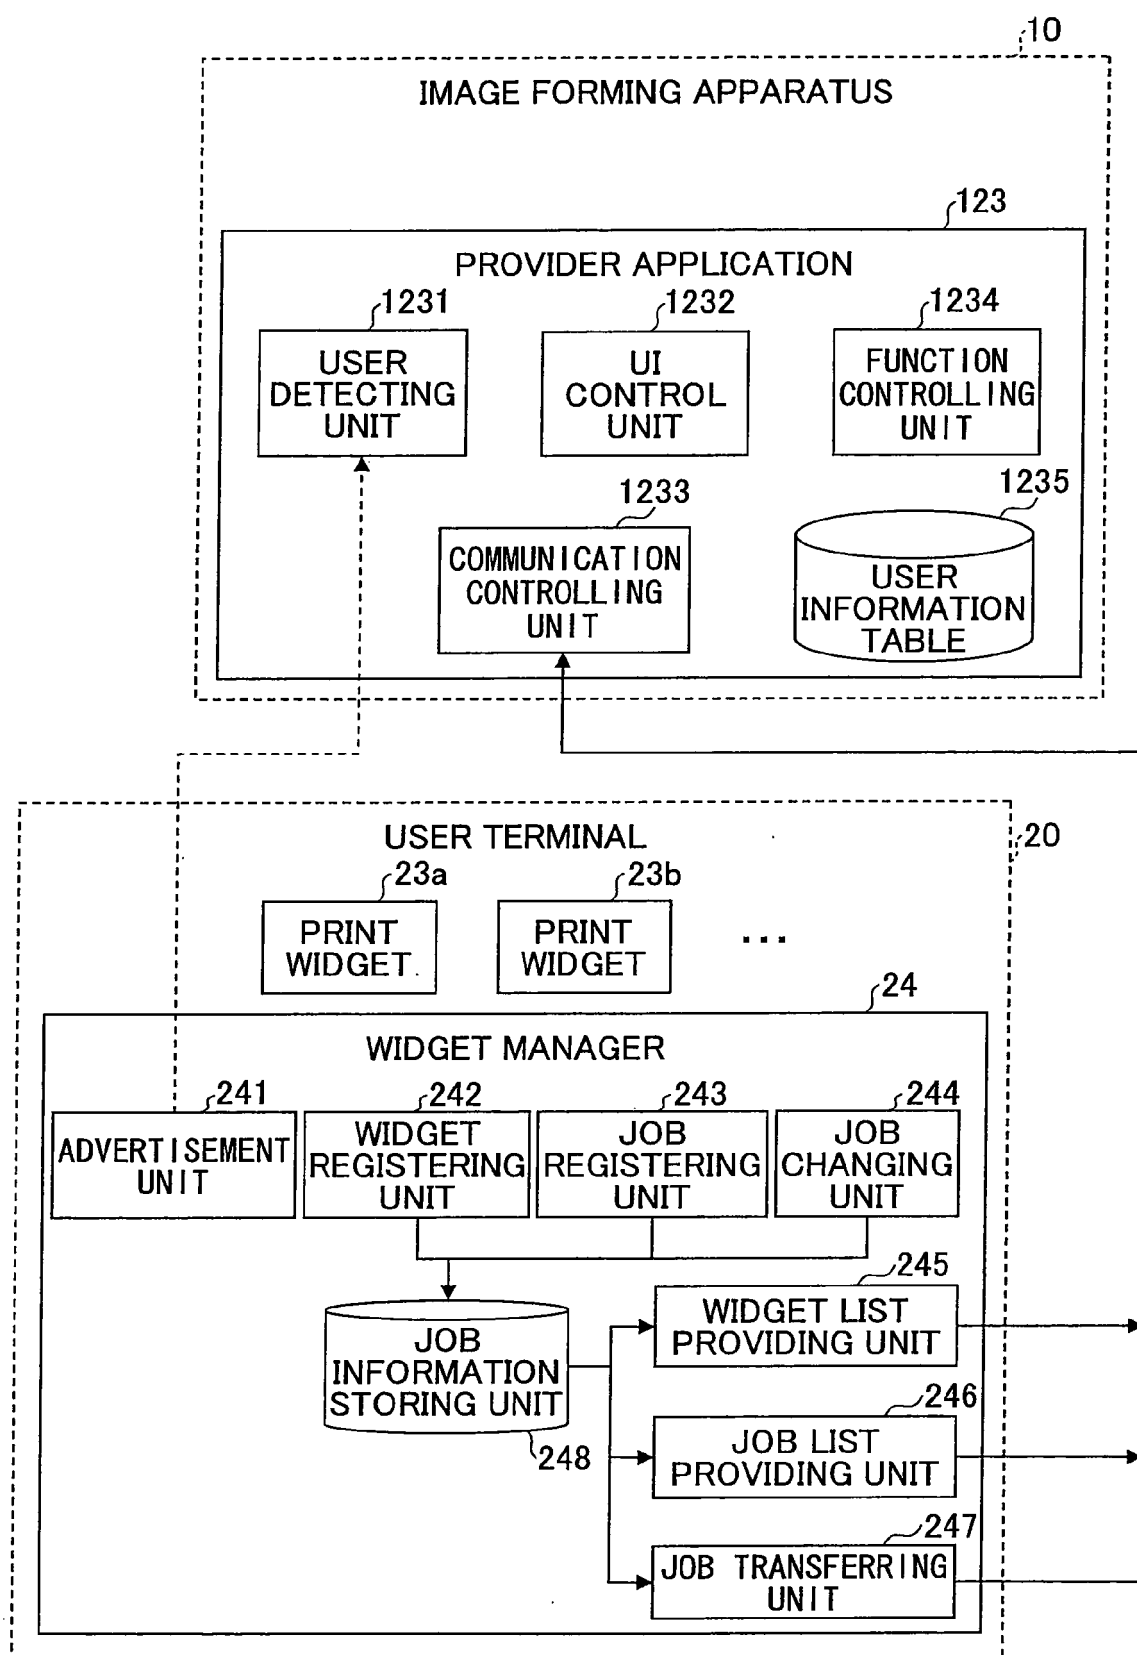 10
IMAGE FORMING APPARATUS
123
PROVIDER APPLICATION
1231
1232
1234
USER
DETECTING
UNIT
UI
CONTROL
UNIT
FUNCTION
CONTROLLING
UNIT
1233
1235
COMMUNICATION
CONTROLLING
UNIT
USER
INFORMATION
TABLE
USER TERMINAL
20
23a
23b
PRINT
WIDGET
PRINT
WIDGET
...
24
WIDGET MANAGER
241
242
243
244
ADVERTISEMENT
UNIT
WIDGET
REGISTERING
UNIT
JOB
REGISTERING
UNIT
JOB
CHANGING
UNIT
245
WIDGET LIST
PROVIDING UNIT
JOB
INFORMATION
STORING UNIT
248
246
JOB LIST
PROVIDING UNIT
247
JOB TRANSFERRING
UNIT